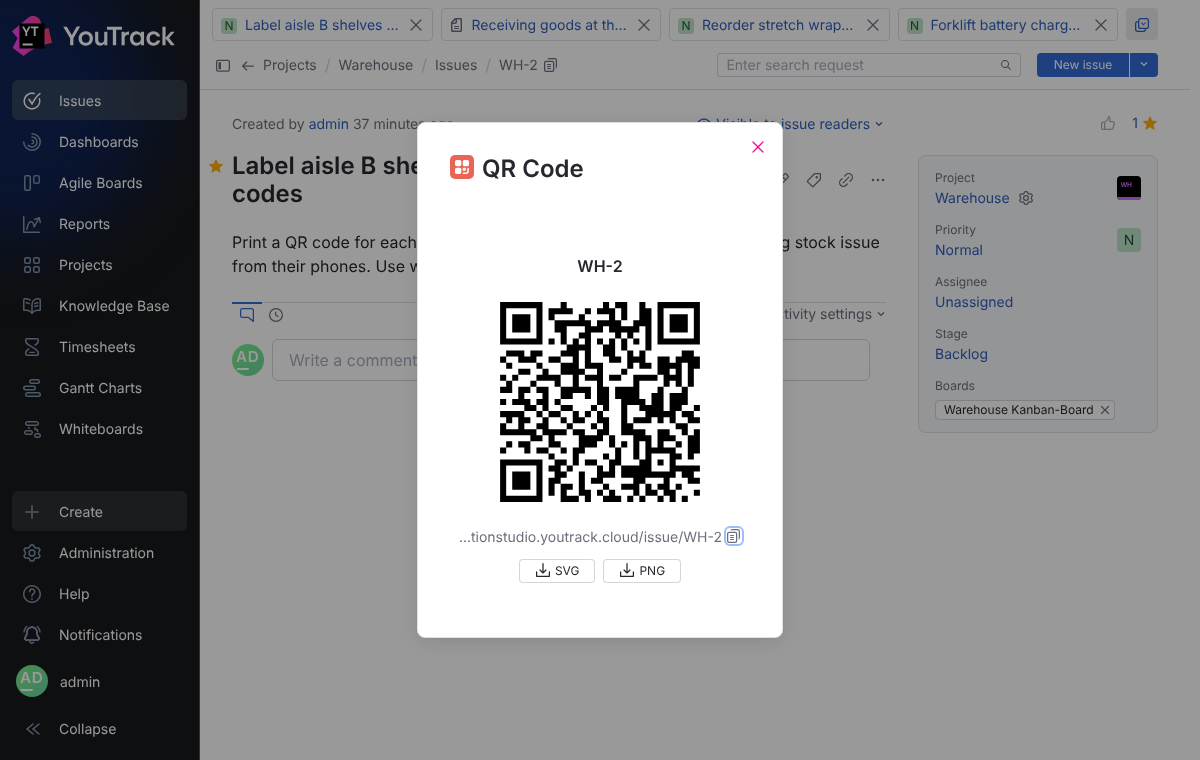 YT YouTrack
Issues
Dashboards
Agile Boards
Reports
Projects
Knowledge Base
Timesheets
Gantt Charts
Whiteboards
Create
Administration
Help
Notifications
AD admin
Collapse
N Label aisle B shelves ...
Receiving goods at th...
N Reorder stretch wrap...
N Forklift battery charg...
Projects / Warehouse / Issues / WH-2
Enter search request
New issue
Created by admin 37 minutes ago
Visible to issue readers
1
Label aisle B she
codes
Print a QR code for each
g stock issue
from their phones. Use w
tivity settings
AD
Write a comment
Project
Warehouse
WH
Priority
Normal
N
Assignee
Unassigned
Stage
Backlog
Boards
Warehouse Kanban-Board
QR Code
WH-2
...tionstudio.youtrack.cloud/issue/WH-2
SVG
PNG